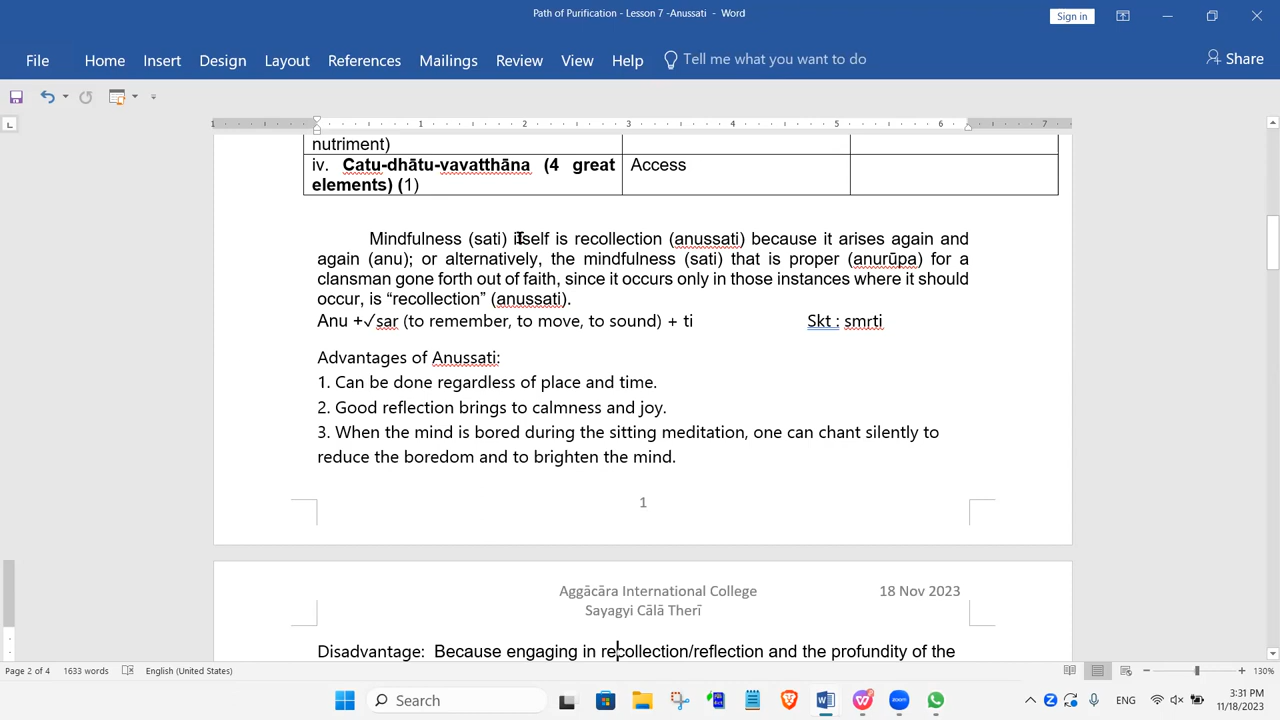 Path of Purification - Lesson 7 -Anussati - Word
Sign in
File Home Insert Design Layout References Mailings Review View Help Tell me what you want to do Share
1 1 2 3 4 5 6 7
nutriment)
iv. Catu-dhātu-vavatthāna (4 great elements) (1) Access
Mindfulness (sati) itself is recollection (anussati) because it arises again and
again (anu); or alternatively, the mindfulness (sati) that is proper (anurūpa) for a
clansman gone forth out of faith, since it occurs only in those instances where it should
occur, is “recollection” (anussati).
Anu +√sar (to remember, to move, to sound) + ti Skt : smrti
Advantages of Anussati:
1. Can be done regardless of place and time.
2. Good reflection brings to calmness and joy.
3. When the mind is bored during the sitting meditation, one can chant silently to
reduce the boredom and to brighten the mind.
1
Aggācāra International College 18 Nov 2023
Sayagyi Cālā Therī
Disadvantage: Because engaging in recollection/reflection and the profundity of the
Page 2 of 4 1633 words English (United States) 130%
Search ENG 3:31 PM
11/18/2023